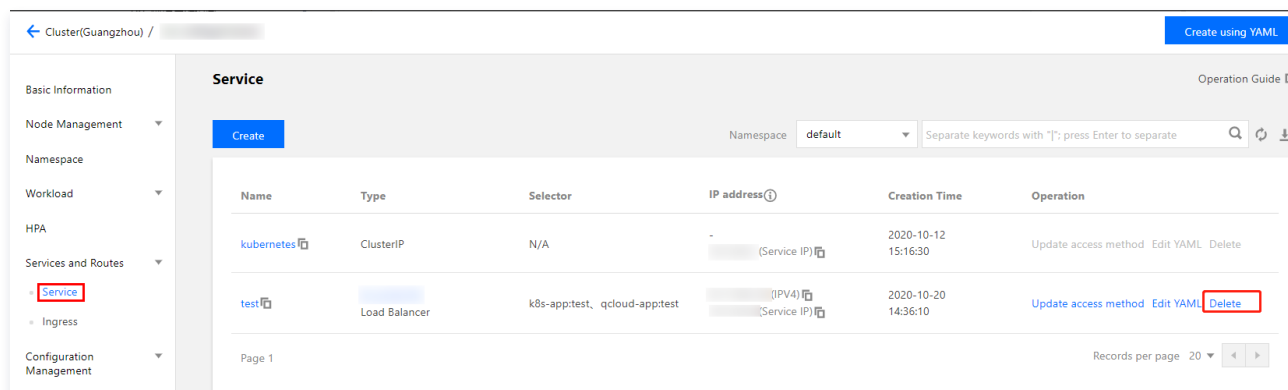 Cluster(Guangzhou) /
Create using YAML
Basic Information
Node Management
Namespace
Workload
HPA
Services and Routes
Service
Ingress
Configuration
Management
Service
Operation Guide
Create
Namespace default Separate keywords with "|"; press Enter to separate
Name Type Selector IP address Creation Time Operation
kubernetes ClusterIP N/A - (Service IP) 2020-10-12 15:16:30 Update access method Edit YAML Delete
test Load Balancer k8s-app:test、qcloud-app:test (IPV4) (Service IP) 2020-10-20 14:36:10 Update access method Edit YAML Delete
Page 1 Records per page 20